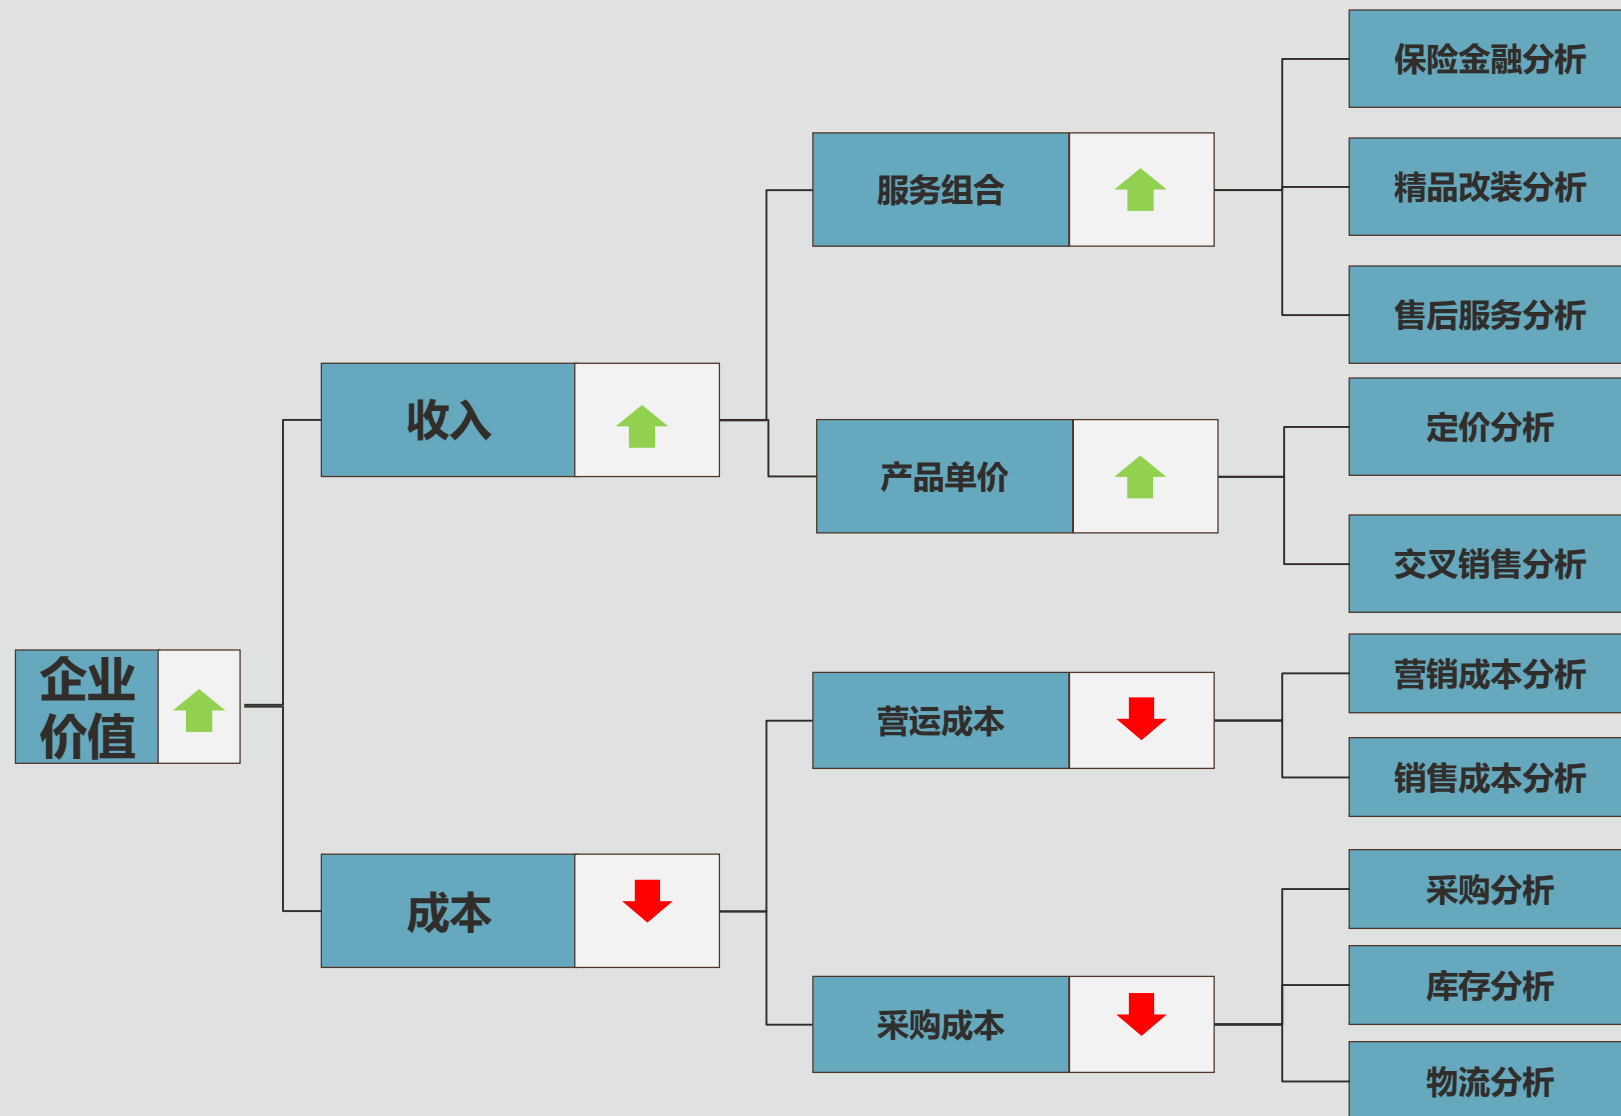 企业
价值
收入
成本
服务组合
产品单价
营运成本
采购成本
保险金融分析
精品改装分析
售后服务分析
定价分析
交叉销售分析
营销成本分析
销售成本分析
采购分析
库存分析
物流分析